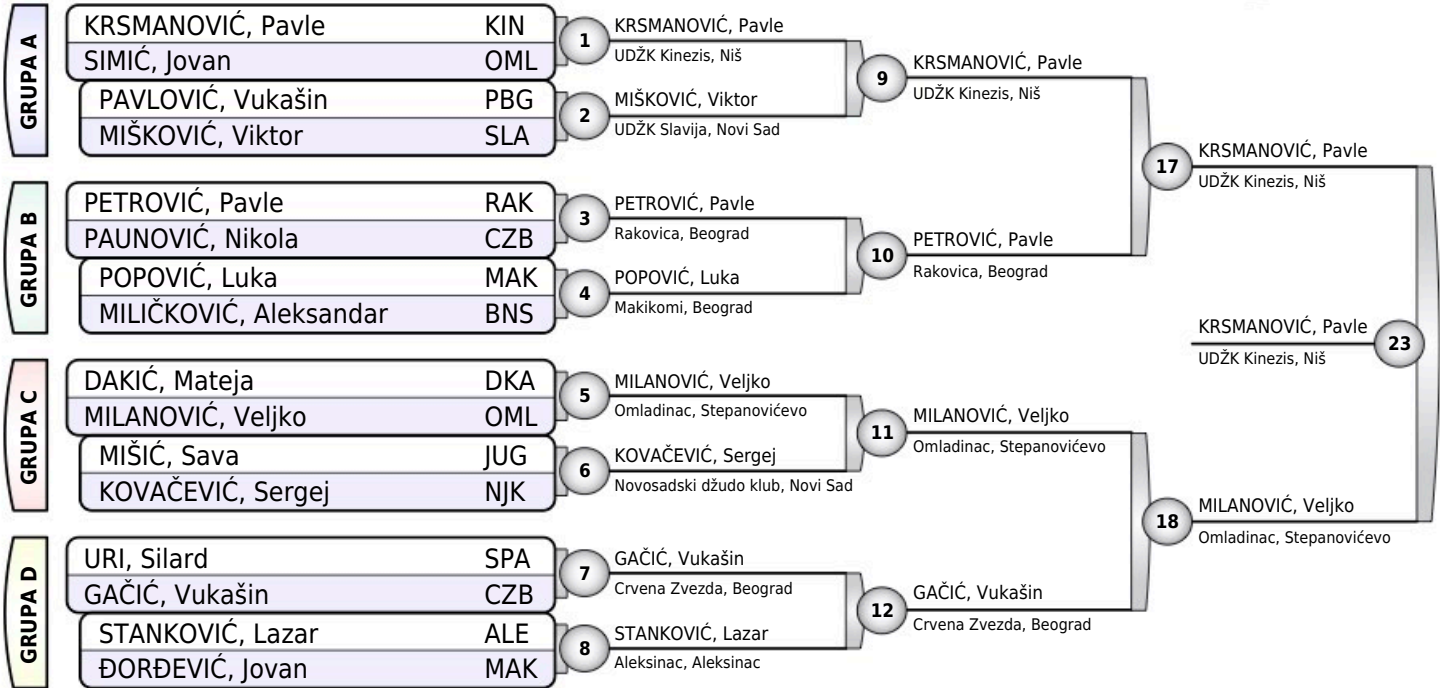 GRUPA A
KRSMANOVIĆ, Pavle KIN
SIMIĆ, Jovan OML
PAVLOVIĆ, Vukašin PBG
MIŠKOVIĆ, Viktor SLA
GRUPA B
PETROVIĆ, Pavle RAK
PAUNOVIĆ, Nikola CZB
POPOVIĆ, Luka MAK
MILIČKOVIĆ, Aleksandar BNS
GRUPA C
DAKIĆ, Mateja DKA
MILANOVIĆ, Veljko OML
MIŠIĆ, Sava JUG
KOVAČEVIĆ, Sergej NJK
GRUPA D
URI, Silard SPA
GAČIĆ, Vukašin CZB
STANKOVIĆ, Lazar ALE
ĐORĐEVIĆ, Jovan MAK
1
KRSMANOVIĆ, Pavle
UDŽK Kinezis, Niš
2
MIŠKOVIĆ, Viktor
UDŽK Slavija, Novi Sad
3
PETROVIĆ, Pavle
Rakovica, Beograd
4
POPOVIĆ, Luka
Makikomi, Beograd
5
MILANOVIĆ, Veljko
Omladinac, Stepanovićevo
6
KOVAČEVIĆ, Sergej
Novosadski džudo klub, Novi Sad
7
GAČIĆ, Vukašin
Crvena Zvezda, Beograd
8
STANKOVIĆ, Lazar
Aleksinac, Aleksinac
9
KRSMANOVIĆ, Pavle
UDŽK Kinezis, Niš
10
PETROVIĆ, Pavle
Rakovica, Beograd
11
MILANOVIĆ, Veljko
Omladinac, Stepanovićevo
12
GAČIĆ, Vukašin
Crvena Zvezda, Beograd
17
KRSMANOVIĆ, Pavle
UDŽK Kinezis, Niš
18
MILANOVIĆ, Veljko
Omladinac, Stepanovićevo
KRSMANOVIĆ, Pavle
UDŽK Kinezis, Niš
23